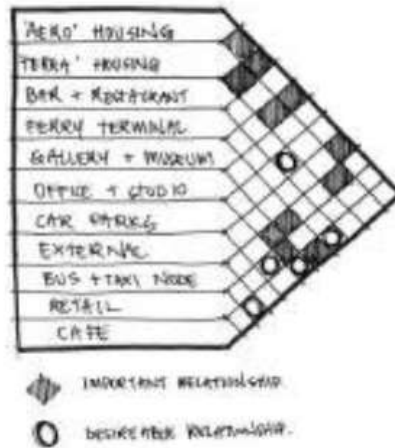 'AERO' HOUSING
'TERRA' HOUSING
BAR + RESTAURANT
FERRY TERMINAL
GALLERY + MUSEUM
OFFICE + STUDIO
CAR PARKS
EXTERNAL
BUS + TAXI NODE
RETAIL
CAFE
IMPORTANT RELATIONSHIP.
DESIREABLE RELATIONSHIP.